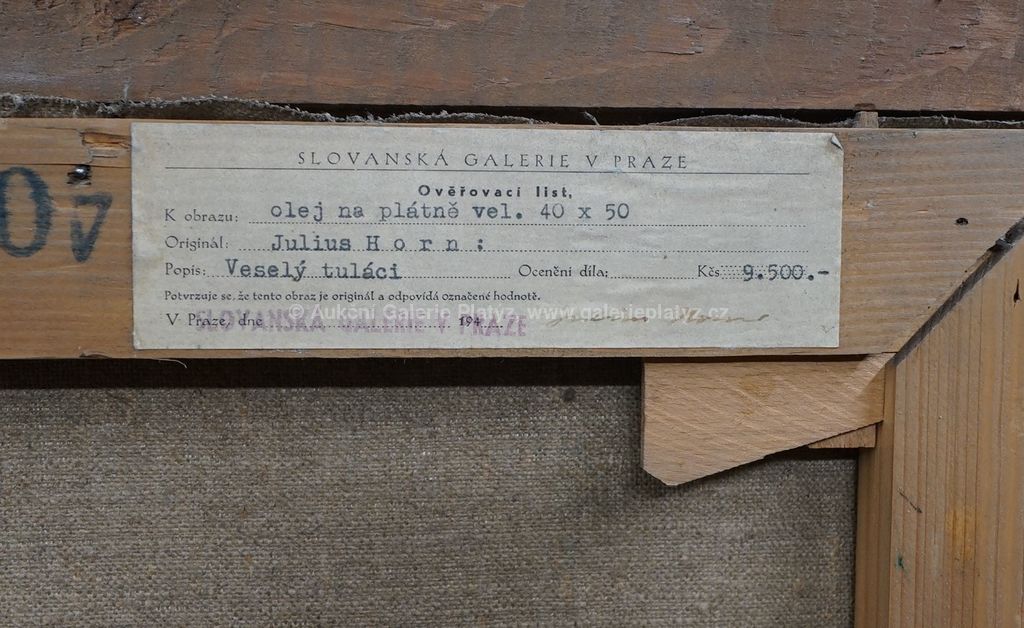 SLOVANSKÁ GALERIE V PRAZE
Ověřovací list,
K obrazu: olej na plátně vel. 40 x 50
Originál: Julius H o r n :
Popis: Veselý tuláci Ocenění díla: Kčs 9.500.-
Potvrzuje se, že tento obraz je originál a odpovídá označené hodnotě.
© Aukční Galerie Platýz, www.galerieplatyz.cz
V Praze, dne 194
SLOVANSKÁ GALERIE V PRAZE
40